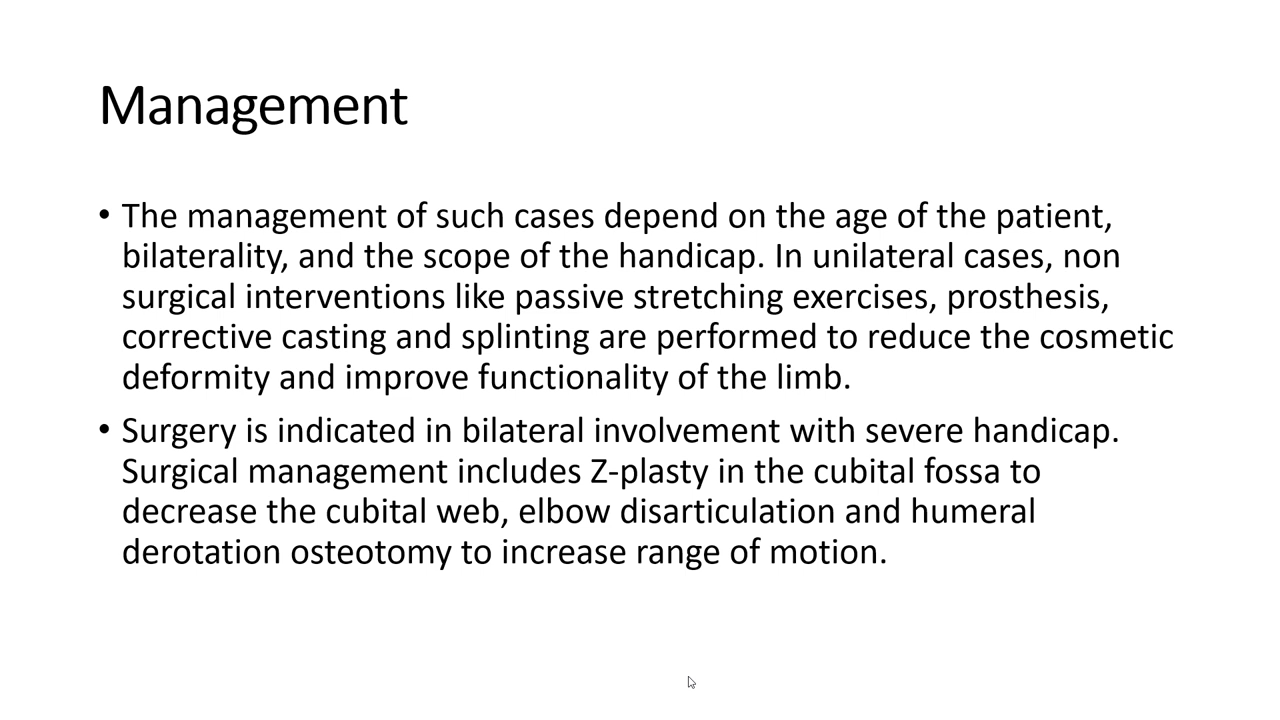 Management
• The management of such cases depend on the age of the patient,
bilaterality, and the scope of the handicap. In unilateral cases, non
surgical interventions like passive stretching exercises, prosthesis,
corrective casting and splinting are performed to reduce the cosmetic
deformity and improve functionality of the limb.
• Surgery is indicated in bilateral involvement with severe handicap.
Surgical management includes Z-plasty in the cubital fossa to
decrease the cubital web, elbow disarticulation and humeral
derotation osteotomy to increase range of motion.